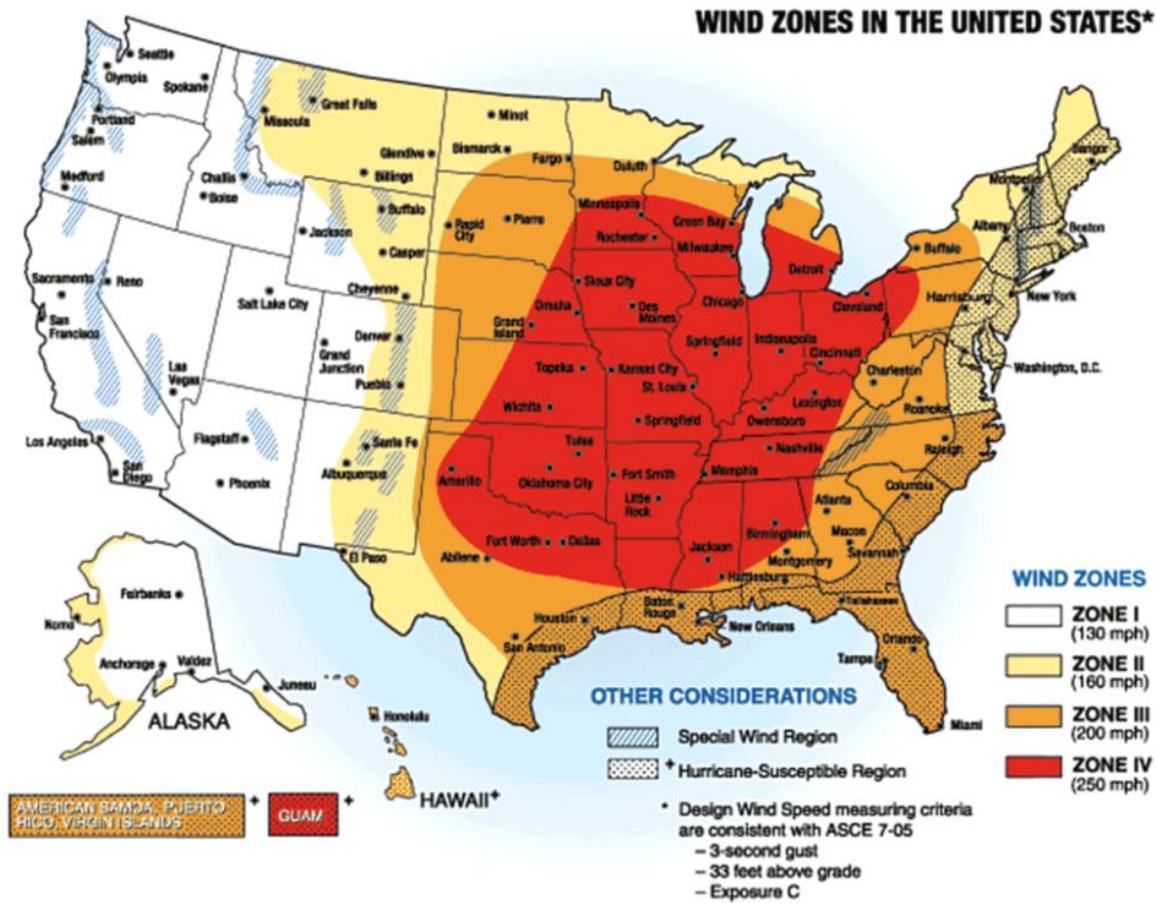 WIND ZONES IN THE UNITED STATES*
Seattle
Olympia
Spokane
Portland
Salem
Medford
Missoula
Great Falls
Glendive
Billings
Challis
Boise
Jackson
Buffalo
Casper
Cheyenne
Minot
Bismarck
Fargo
Duluth
Rapid
City
Pierre
Minneapolis
Rochester
Green Bay
Milwaukee
Detroit
Buffalo
Albany
Montpelier
Bangor
Boston
New York
Harrisburg
Washington, D.C.
Sacramento
San
Francisco
Reno
Salt Lake City
Las
Vegas
Grand
Junction
Denver
Pueblo
Grand
Island
Omaha
Sioux City
Des
Moines
Chicago
Cleveland
Springfield
Indianapolis
Cincinnati
Charleston
Roanoke
Topeka
Kansas City
St. Louis
Lexington
Owensboro
Wichita
Springfield
Nashville
Raleigh
Los Angeles
San
Diego
Flagstaff
Phoenix
Santa Fe
Albuquerque
El Paso
Amarillo
Tulsa
Oklahoma City
Fort Smith
Little
Rock
Memphis
Atlanta
Columbia
Macon
Savannah
Birmingham
Montgomery
Jackson
Hattiesburg
Fort Worth
Dallas
Abilene
San Antonio
Houston
Baton
Rouge
New Orleans
Tallahassee
Orlando
Tampa
Miami
Fairbanks
Nome
Anchorage
Valdez
Juneau
ALASKA
Honolulu
HAWAII+
AMERICAN SAMOA, PUERTO
RICO, VIRGIN ISLANDS
+
GUAM
+
WIND ZONES
ZONE I
(130 mph)
ZONE II
(160 mph)
ZONE III
(200 mph)
ZONE IV
(250 mph)
OTHER CONSIDERATIONS
Special Wind Region
+ Hurricane-Susceptible Region
* Design Wind Speed measuring criteria
are consistent with ASCE 7-05
– 3-second gust
– 33 feet above grade
– Exposure C